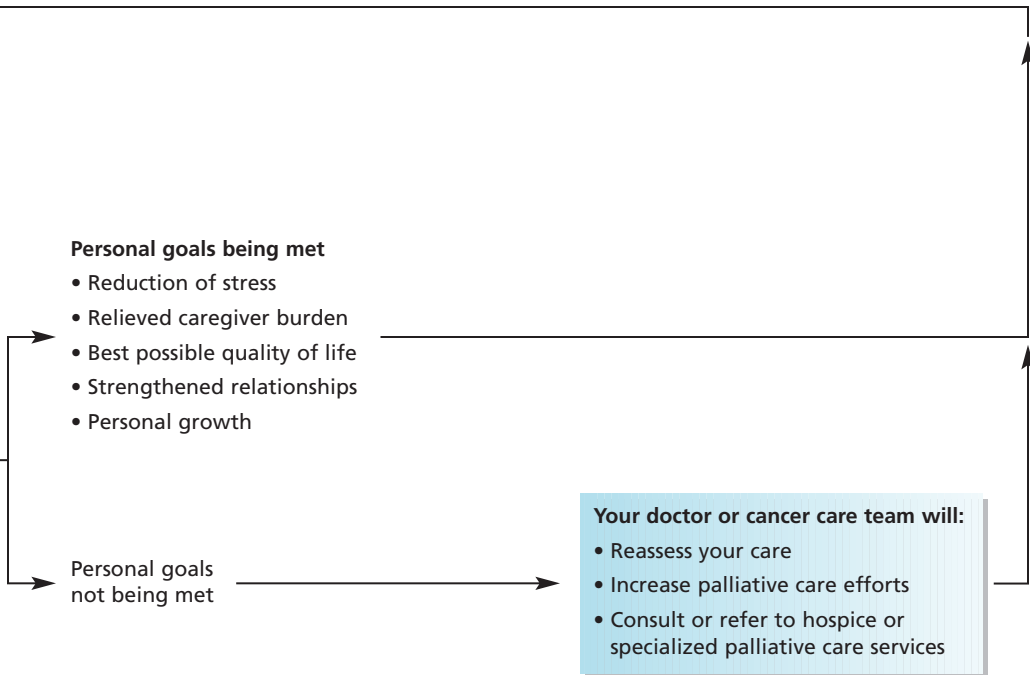 Personal goals being met
• Reduction of stress
• Relieved caregiver burden
• Best possible quality of life
• Strengthened relationships
• Personal growth
Personal goals
not being met
Your doctor or cancer care team will:
• Reassess your care
• Increase palliative care efforts
• Consult or refer to hospice or
specialized palliative care services